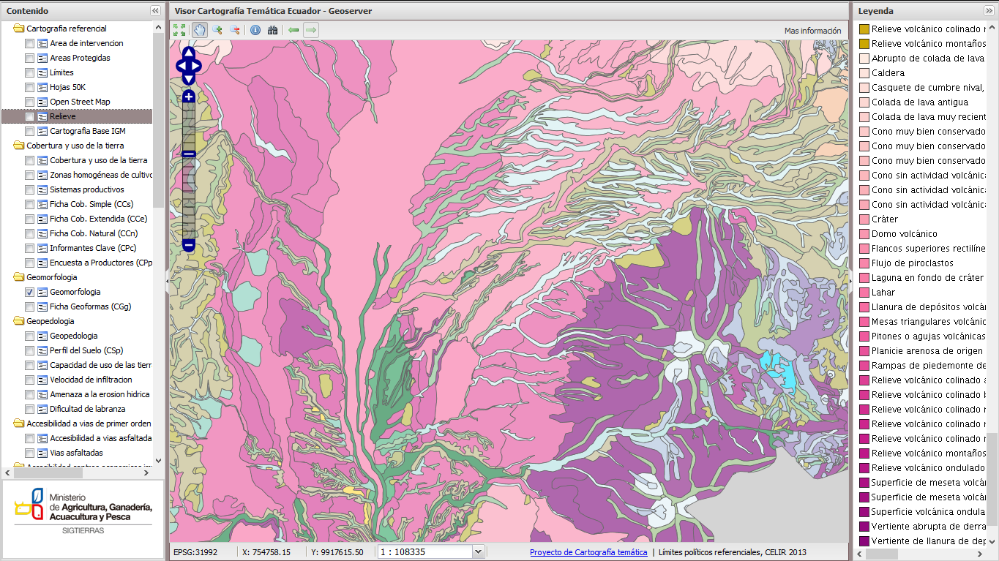 Contenido
Cartografia referencial
Area de intervencion
Areas Protegidas
Límites
Hojas 50K
Open Street Map
Relieve
Cartografia Base IGM
Cobertura y uso de la tierra
Cobertura y uso de la tierra
Zonas homogéneas de cultivo
Sistemas productivos
Ficha Cob. Simple (CCs)
Ficha Cob. Extendida (CCe)
Ficha Cob. Natural (CCn)
Informantes Clave (CPc)
Encuesta a Productores (CPp
Geomorfologia
Geomorfologia
Ficha Geoformas (CGg)
Geopedologia
Geopedologia
Perfil del Suelo (CSp)
Capacidad de uso de las tierr
Velocidad de infiltracion
Amenaza a la erosion hidrica
Dificultad de labranza
Accesibilidad a vias de primer orden
Accesibilidad a vias asfaltada
Vias asfaltadas
Ministerio
de Agricultura, Ganadería,
Acuacultura y Pesca
SIGTIERRAS
Visor Cartografía Temática Ecuador - Geoserver
Mas información
EPSG:31992 X: 754758.15 Y: 9917615.50 1 : 108335 Proyecto de Cartografía temática | Límites políticos referenciales, CELIR 2013
Leyenda
Relieve volcánico colinado
Relieve volcánico montaños
Abrupto de colada de lava
Caldera
Casquete de cumbre nival,
Colada de lava antigua
Colada de lava muy recient
Cono muy bien conservado
Cono muy bien conservado
Cono muy bien conservado
Cono sin actividad volcánic
Cono sin actividad volcánic
Cono sin actividad volcánic
Cráter
Domo volcánico
Flancos superiores rectilíne
Flujo de piroclastos
Laguna en fondo de cráter
Lahar
Llanura de depósitos volcá
Mesas triangulares volcánic
Pitones o agujas volcánicas
Planicie arenosa de origen
Rampas de piedemonte de
Relieve volcánico colinado a
Relieve volcánico colinado b
Relieve volcánico colinado
Relieve volcánico colinado
Relieve volcánico colinado
Relieve volcánico montaños
Relieve volcánico ondulado
Superficie de meseta volcá
Superficie de meseta volcá
Superficie volcánica ondula
Vertiente abrupta de derra
Vertiente de llanura de dep